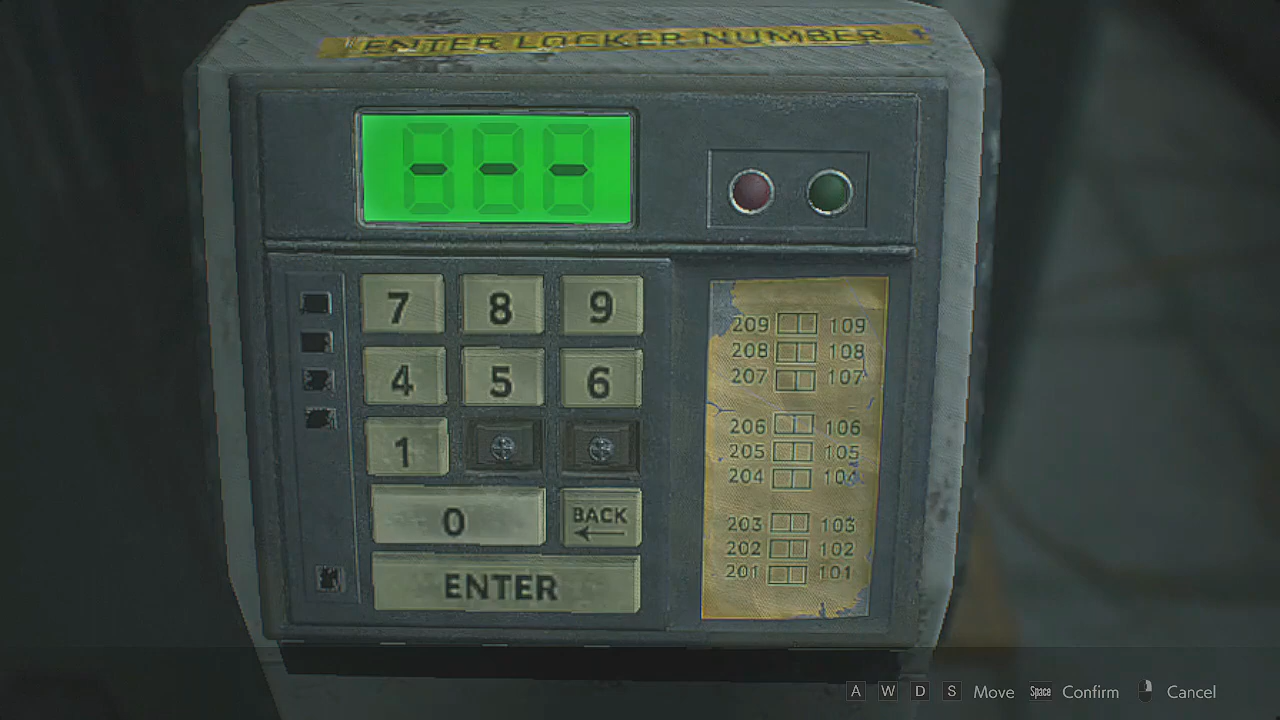 ENTER LOCKER NUMBER
- - -
7 8 9
4 5 6
1
0 BACK
ENTER
209 109
208 108
207 107
206 106
205 105
204 104
203 103
202 102
201 101
A W D S Move Space Confirm Cancel